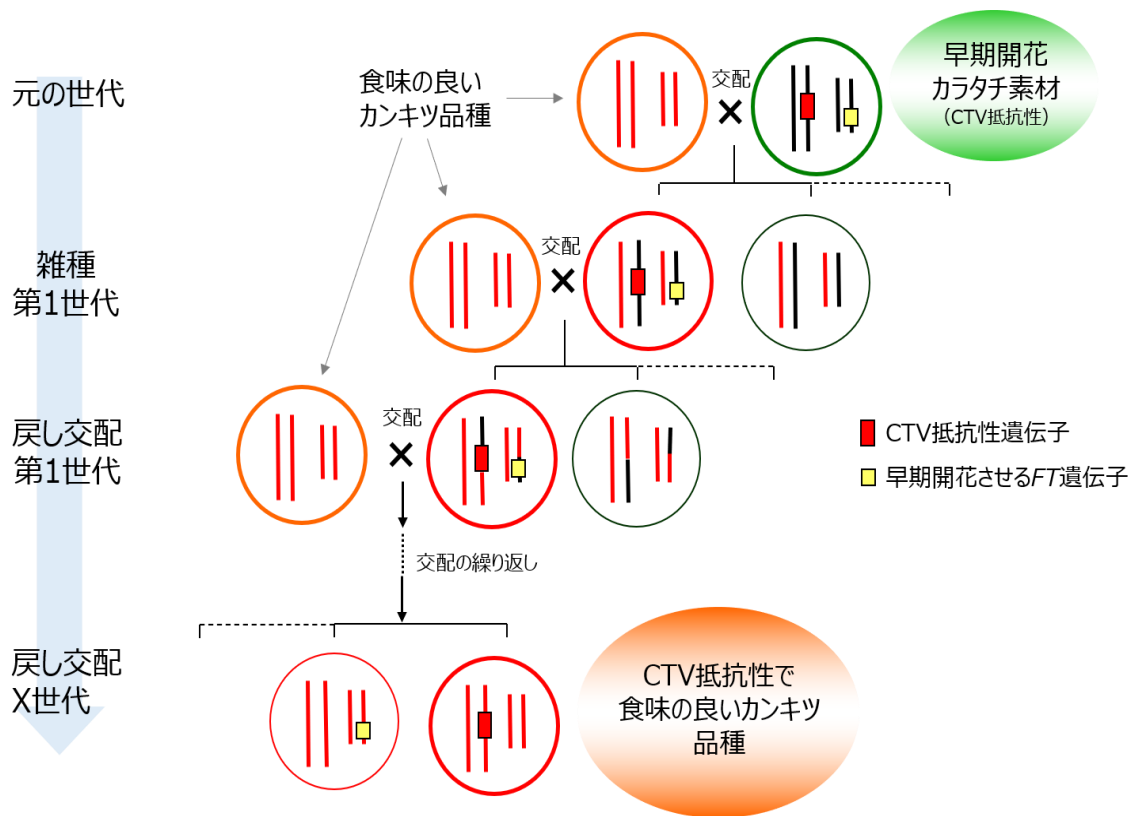 元の世代
食味の良い
カンキツ品種
交配
早期開花
カラタチ素材
（CTV抵抗性）
雑種
第1世代
交配
戻し交配
第1世代
交配
CTV抵抗性遺伝子
早期開花させるFT遺伝子
交配の繰り返し
戻し交配
X世代
CTV抵抗性で
食味の良いカンキツ
品種